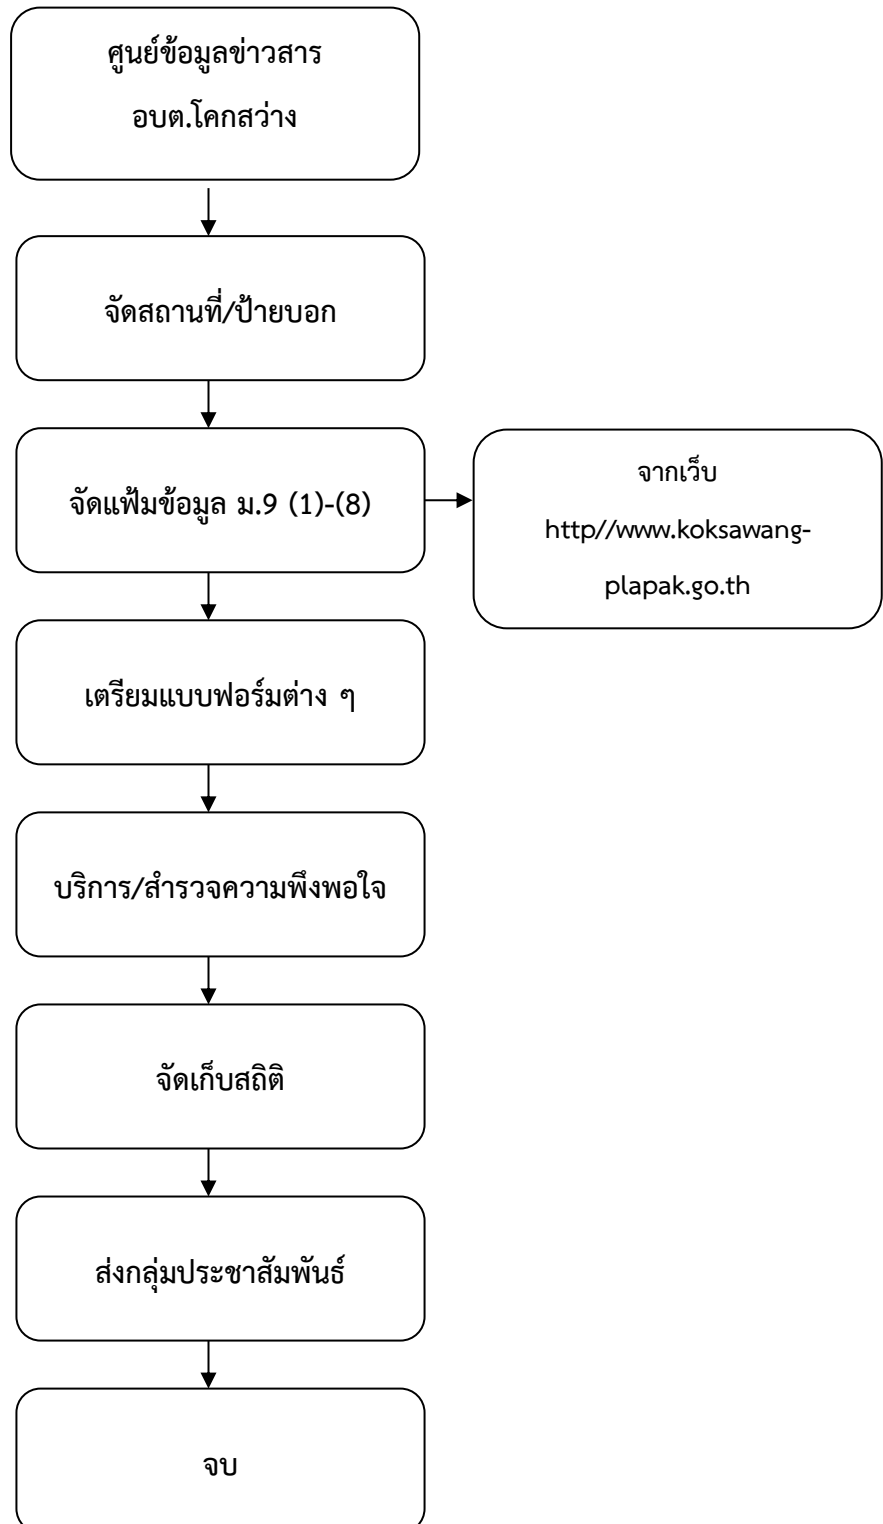 ศูนย์ข้อมูลข่าวสาร
อบต.โคกสว่าง
จัดสถานที่/ป้ายบอก
จัดแฟ้มข้อมูล ม.9 (1)-(8)
จากเว็บ
http//www.koksawang-
plapak.go.th
เตรียมแบบฟอร์มต่าง ๆ
บริการ/สำรวจความพึงพอใจ
จัดเก็บสถิติ
ส่งกลุ่มประชาสัมพันธ์
จบ